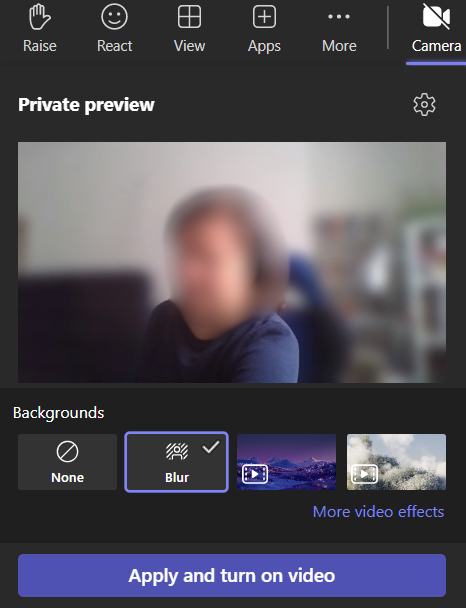 Raise React View Apps More Camera
Private preview
Backgrounds
None Blur
More video effects
Apply and turn on video